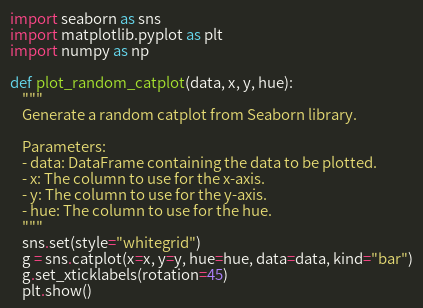 import seaborn as sns
import matplotlib.pyplot as plt
import numpy as np

def plot_random_catplot(data, x, y, hue):
    """
    Generate a random catplot from Seaborn library.

    Parameters:
    - data: DataFrame containing the data to be plotted.
    - x: The column to use for the x-axis.
    - y: The column to use for the y-axis.
    - hue: The column to use for the hue.
    """
    sns.set(style="whitegrid")
    g = sns.catplot(x=x, y=y, hue=hue, data=data, kind="bar")
    g.set_xticklabels(rotation=45)
    plt.show()